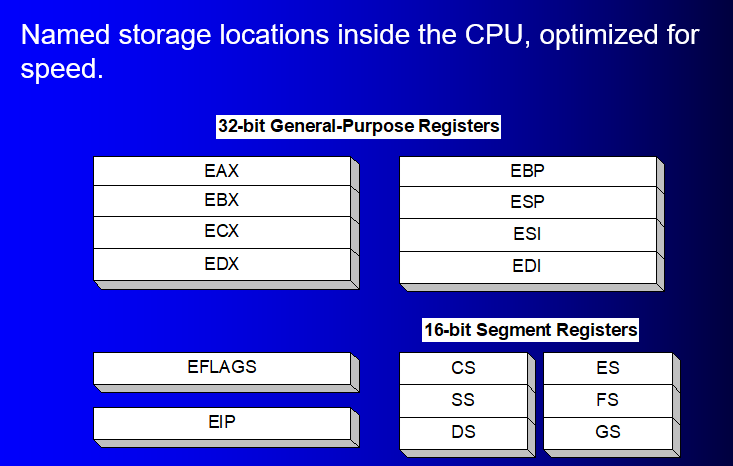 Named storage locations inside the CPU, optimized for
speed.
32-bit General-Purpose Registers
EAX
EBX
ECX
EDX
EBP
ESP
ESI
EDI
16-bit Segment Registers
EFLAGS
EIP
CS
SS
DS
ES
FS
GS